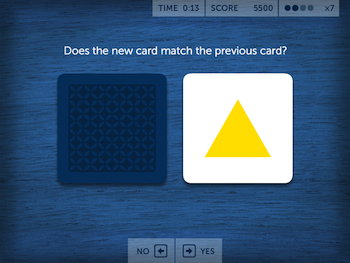 TIME 0:13 SCORE 5500 x7
Does the new card match the previous card?
NO YES